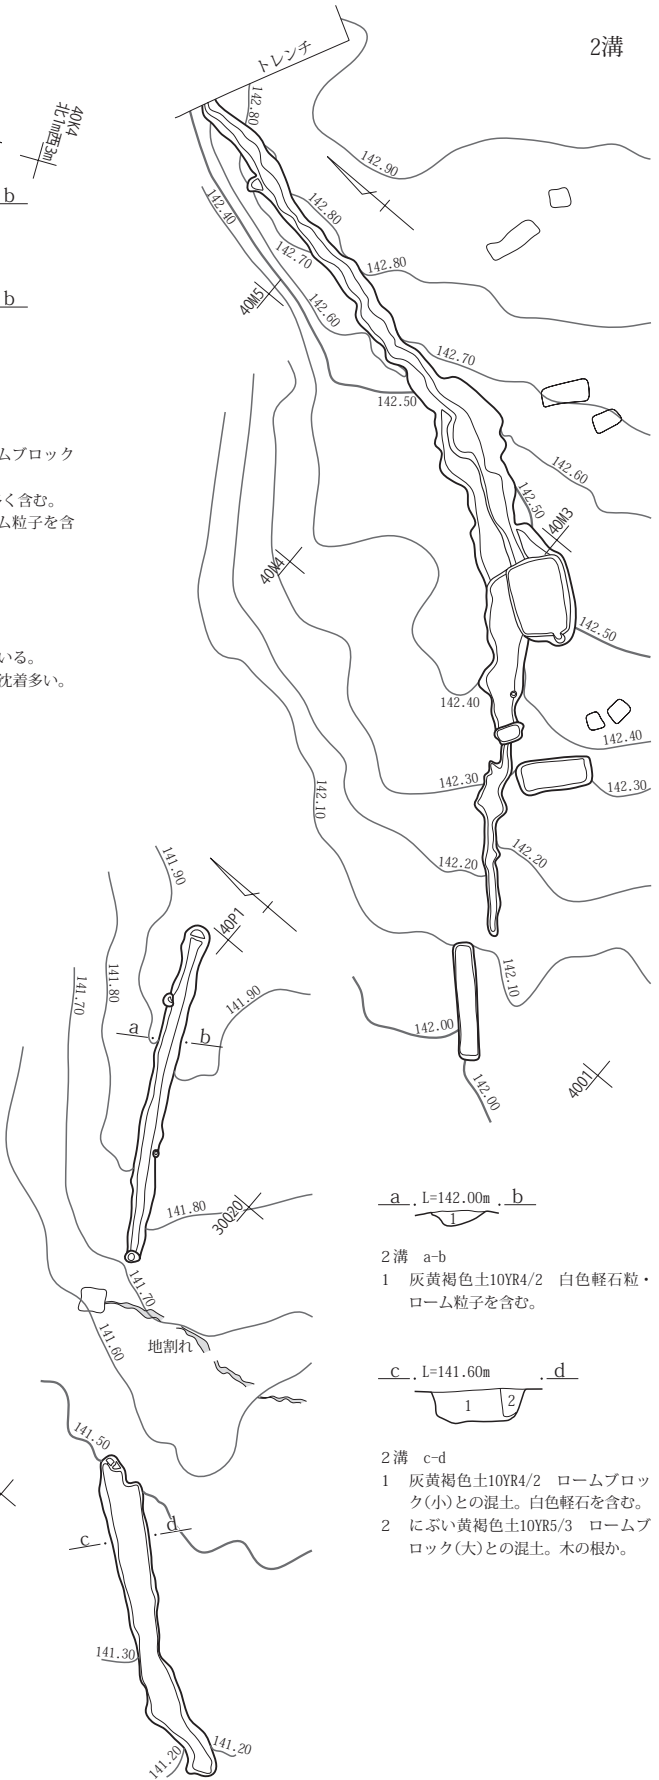 2溝
トレンチ
40K4
北1m西3m
b
b
142.80
142.90
142.40
142.80
142.70
142.80
40M5
142.60
142.70
142.50
ムブロック
く含む。
ム粒子を含
142.60
142.50
40M3
40N4
142.50
いる。
沈着多い。
142.40
142.40
142.30
142.30
142.10
142.20
142.20
141.90
40P1
141.80
141.70
141.90
142.10
a
b
142.00
142.00
40O1
141.80
30Q20
a L=142.00m b
1
2溝 a-b
1 灰黄褐色土10YR4/2 白色軽石粒・
ローム粒子を含む。
141.70
141.60
地割れ
c L=141.60m d
1 2
141.50
2溝 c-d
1 灰黄褐色土10YR4/2 ロームブロッ
ク(小)との混土。白色軽石を含む。
2 にぶい黄褐色土10YR5/3 ロームブ
ロック(大)との混土。木の根か。
c
d
141.30
141.20
141.20